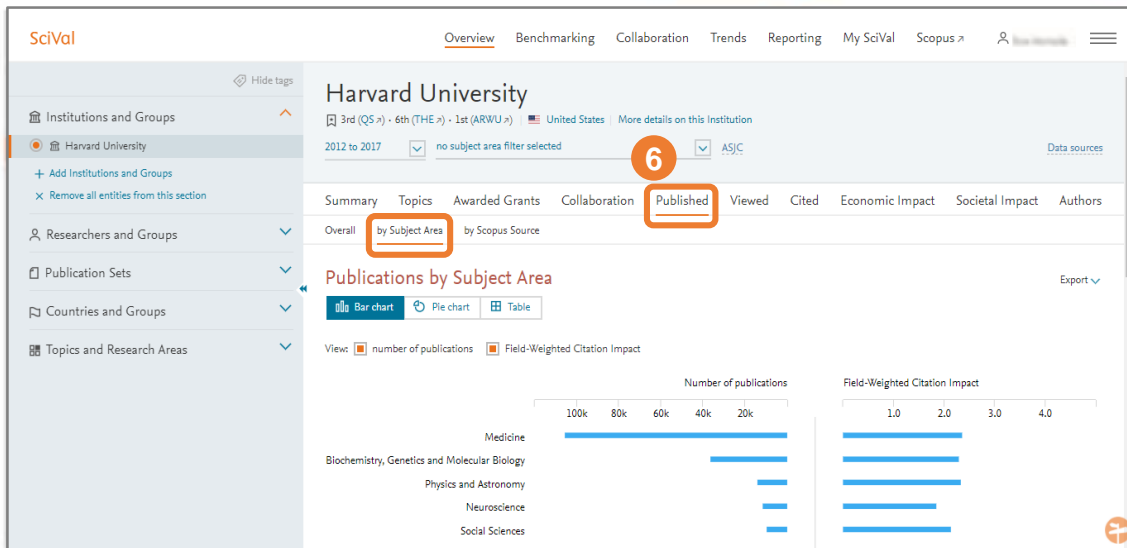 SciVal
Overview Benchmarking Collaboration Trends Reporting My SciVal Scopus
Hide tags
Institutions and Groups
Harvard University
+ Add Institutions and Groups
× Remove all entities from this section
Researchers and Groups
Publication Sets
Countries and Groups
Topics and Research Areas
Harvard University
3rd (QS) · 6th (THE) · 1st (ARWU) | United States | More details on this Institution
2012 to 2017 no subject area filter selected ASJC Data sources
6
Summary Topics Awarded Grants Collaboration Published Viewed Cited Economic Impact Societal Impact Authors
Overall by Subject Area by Scopus Source
Publications by Subject Area
Export
Bar chart Pie chart Table
View: number of publications Field-Weighted Citation Impact
Number of publications Field-Weighted Citation Impact
100k 80k 60k 40k 20k 1.0 2.0 3.0 4.0
Medicine
Biochemistry, Genetics and Molecular Biology
Physics and Astronomy
Neuroscience
Social Sciences